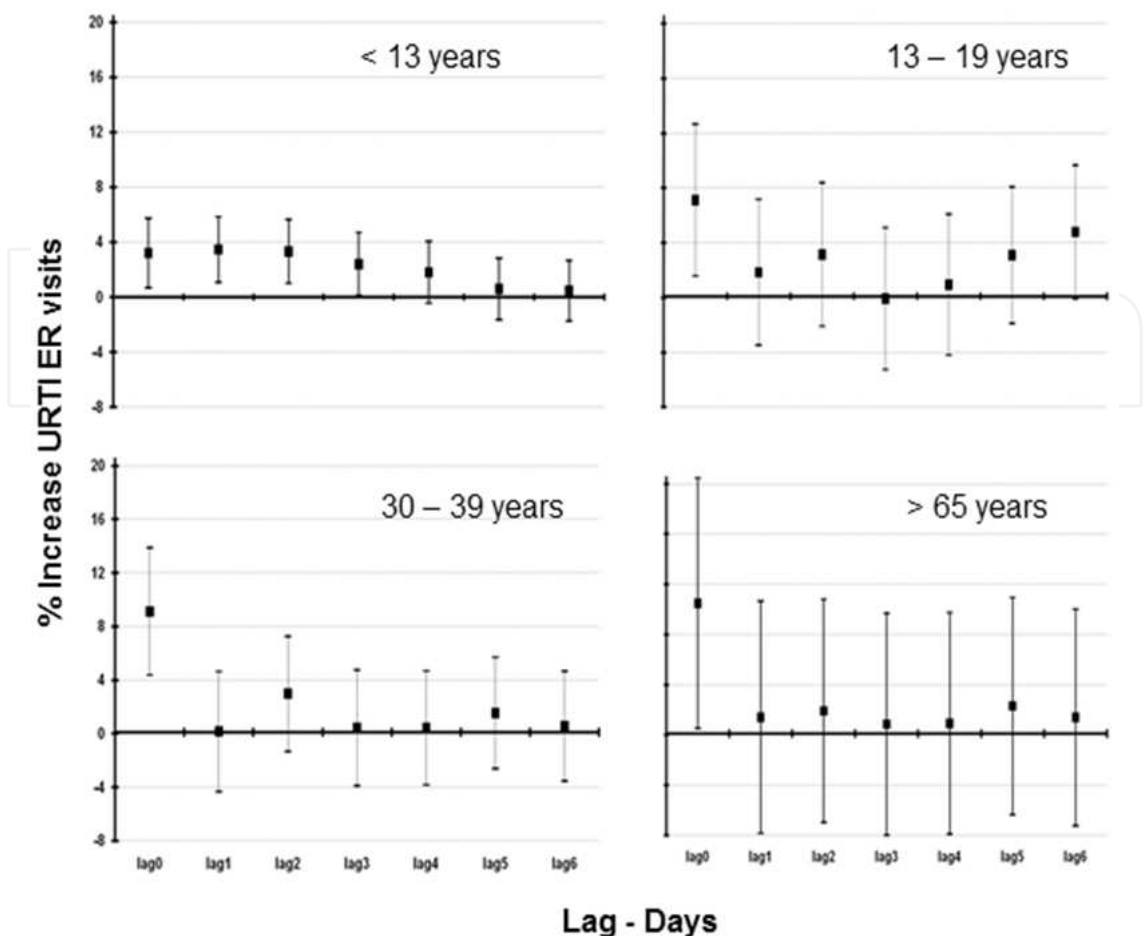 % Increase URTI ER visits
< 13 years
20
16
12
8
4
0
-4
-8
13 – 19 years
30 – 39 years
20
16
12
8
4
0
-4
-8
lag0 lag1 lag2 lag3 lag4 lag5 lag6
> 65 years
lag0 lag1 lag2 lag3 lag4 lag5 lag6
Lag - Days